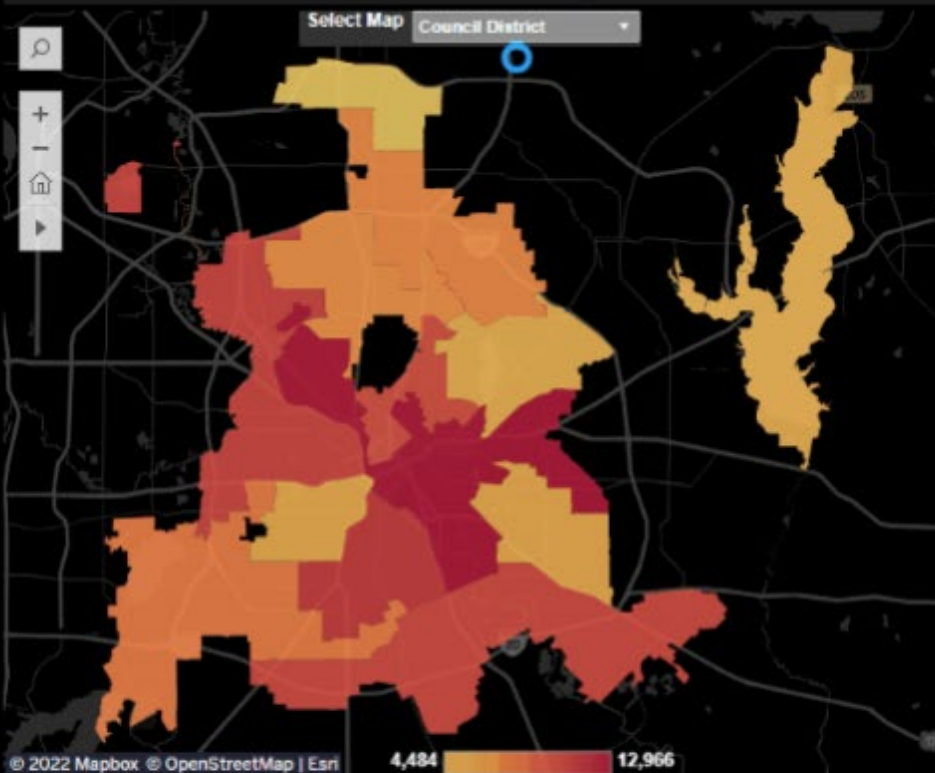 Select Map
Council District
+
−
© 2022 Mapbox © OpenStreetMap | Esri
4,484
12,966